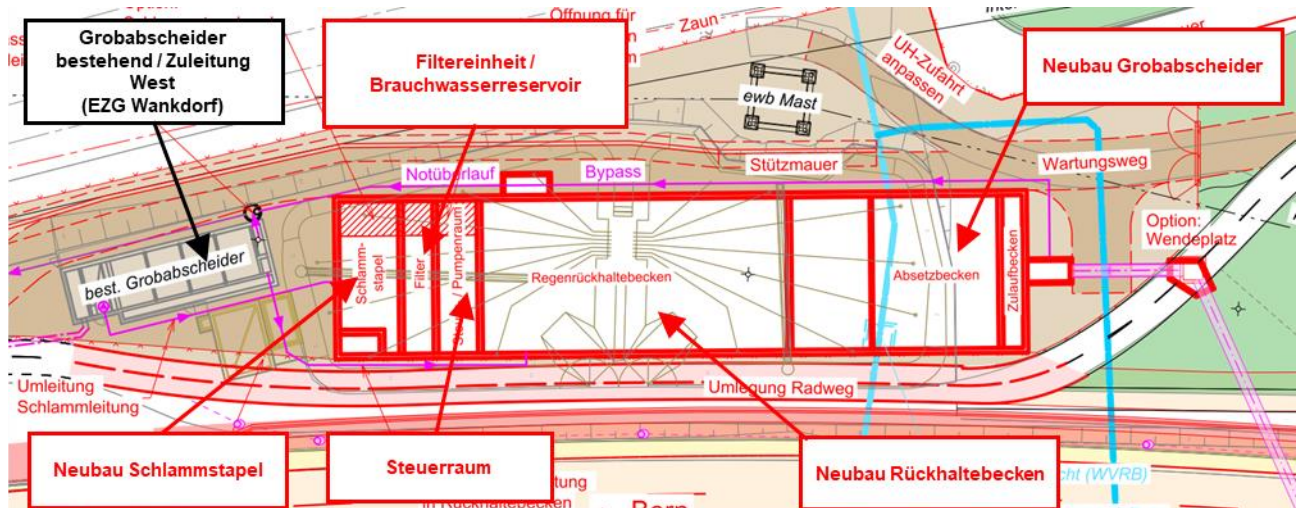 Grobabscheider
bestehend / Zuleitung
West
(EZG Wankdorf)
Filtereinheit /
Brauchwasserreservoir
Öffnung für
Zaun
ewb Mast
UH-Zufahrt
anpassen
Neubau Grobabscheider
Notüberlauf
Bypass
Stützmauer
Wartungsweg
Option:
Wendeplatz
best. Grobabscheider
Schlamm-
stapel
Filter
/ Pumpenraum
Regenrückhaltebecken
Absetzbecken
Zulaufbecken
Umleitung
Schlammleitung
Umlegung Radweg
Neubau Schlammstapel
Steuerraum
Neubau Rückhaltebecken
(WVRB)
in Rückhaltebecken
Bern